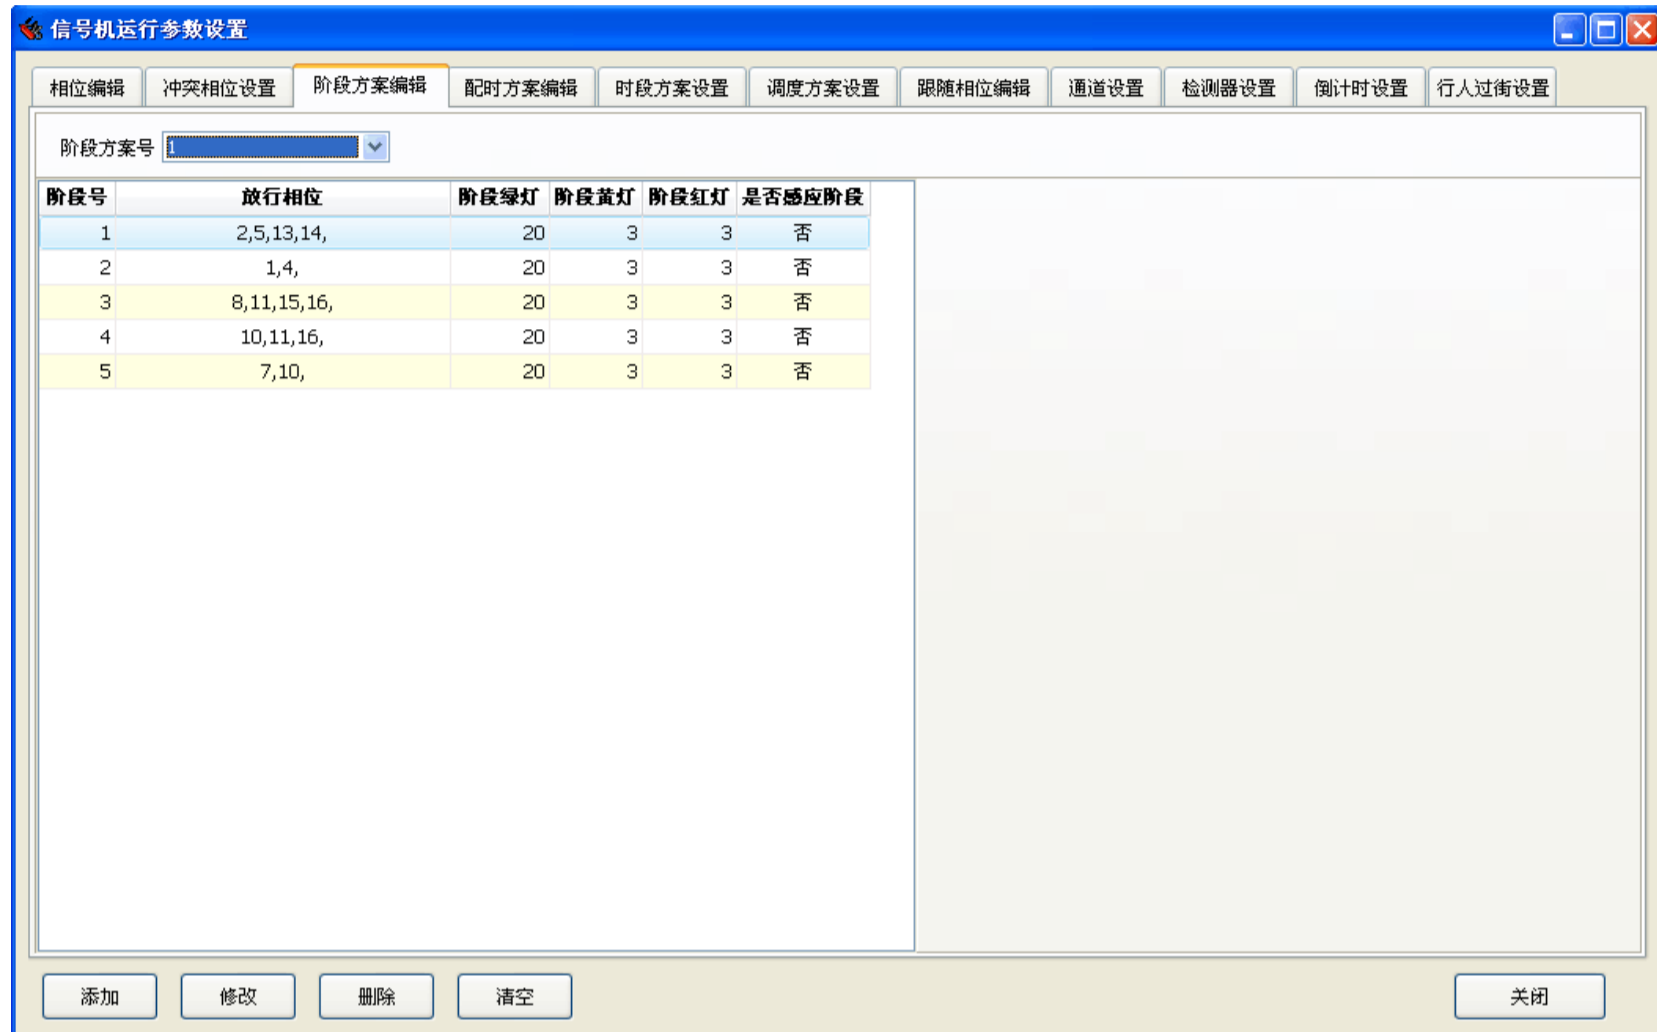 信号机运行参数设置
相位编辑 冲突相位设置 阶段方案编辑 配时方案编辑 时段方案设置 调度方案设置 跟随相位编辑 通道设置 检测器设置 倒计时设置 行人过街设置
阶段方案号 1
阶段号 放行相位 阶段绿灯 阶段黄灯 阶段红灯 是否感应阶段
1 2,5,13,14, 20 3 3 否
2 1,4, 20 3 3 否
3 8,11,15,16, 20 3 3 否
4 10,11,16, 20 3 3 否
5 7,10, 20 3 3 否
添加 修改 删除 清空 关闭